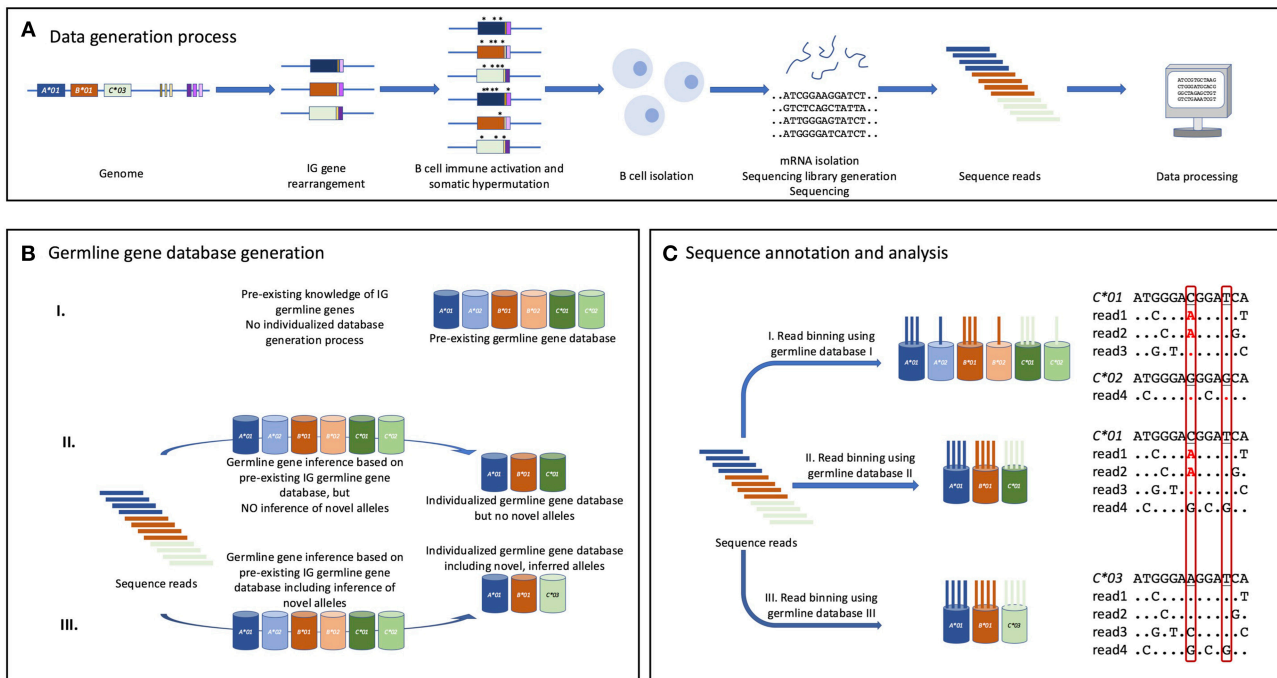 A Data generation process
A*01 B*01 C*03
Genome
IG gene
rearrangement
* * * *
* * * * *
* * * * *
* * * * * *
*
* * *
B cell immune activation and
somatic hypermutation
B cell isolation
..ATCGGAAGGATCT..
..GTCTCAGCTATTA..
..ATTGGGAGTATCT..
..ATGGGGATCATCT..
mRNA isolation
Sequencing library generation
Sequencing
Sequence reads
ATCCGTGCTAAG
CTGGGATGGACG
GGCTAGAGCTGT
GTCTGAAATCGT
Data processing
B Germline gene database generation
I.
Pre-existing knowledge of IG
germline genes
No individualized database
generation process
A*01 A*02 B*01 B*02 C*01 C*02
Pre-existing germline gene database
II.
A*01 A*02 B*01 B*02 C*01 C*02
Germline gene inference based on
pre-existing IG germline gene
database, but
NO inference of novel alleles
A*01 B*01 C*01
Individualized germline gene database
but no novel alleles
Sequence reads
Germline gene inference based on
pre-existing IG germline gene
database including inference of
novel alleles
Individualized germline gene database
including novel, inferred alleles
A*01 B*01 C*03
III.
A*01 A*02 B*01 B*02 C*01 C*02
C Sequence annotation and analysis
I. Read binning using
germline database I
A*01 A*02 B*01 B*02 C*01 C*02
Sequence reads
II. Read binning using
germline database II
A*01 B*01 C*01
III. Read binning using
germline database III
A*01 B*01 C*03
C*01 ATGGGACGGATCA
read1 ..C...A.....T
read2 ...C..A....G.
read3 ..G.T.......C
C*02 ATGGGAGGGAGCA
read4 .C.....C...
C*01 ATGGGACGGATCA
read1 ......A.....T
read2 ...C..A....G.
read3 ..G.T.......C
read4 .C....G.C.G..
C*03 ATGGGAAGGATCA
read1 ..C.........T
read2 ...C.......G.
read3 ..G.T.C.....C
read4 .C....G.C.G..